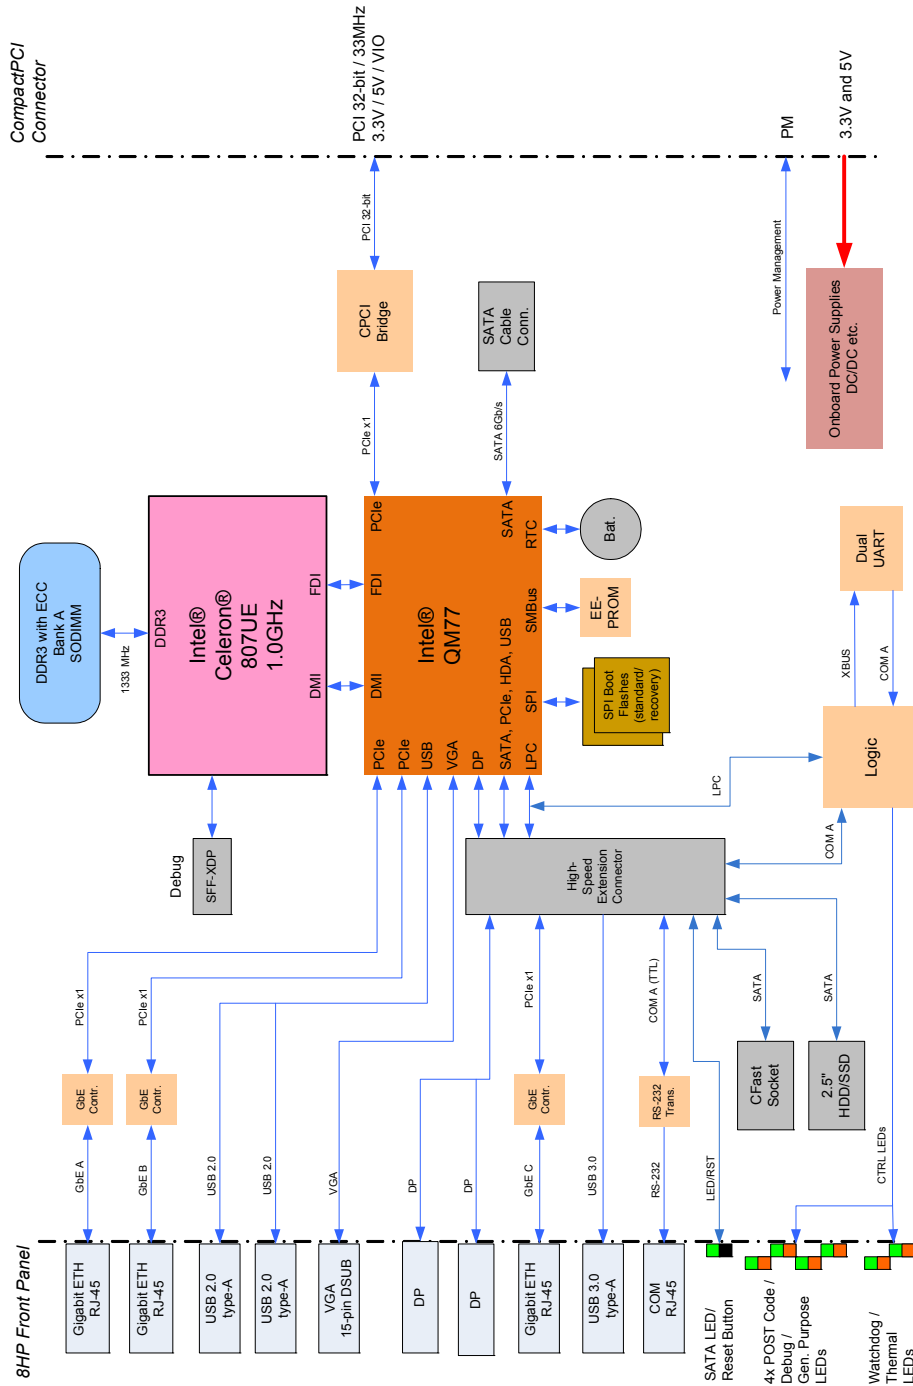 CompactPCI
Connector
PCI 32-bit / 33MHz
3.3V / 5V / VIO
PM
3.3V and 5V
PCI 32-bit
Power Management
CPCI
Bridge
SATA
Cable
Conn.
Onboard Power Supplies
DC/DC etc.
PCIe x1
SATA 6Gb/s
DDR3 with ECC
Bank A
SODIMM
1333 MHz
DDR3
Intel®
Celeron®
807UE
1.0GHz
FDI
DMI
PCIe
FDI
DMI
Intel®
QM77
SATA
RTC
SMBus
SPI
PCIe
PCIe
USB
VGA
DP
SATA, PCIe, HDA, USB
LPC
Bat.
EE-
PROM
SPI Boot
Flashes
(standard/
recovery)
Dual
UART
XBUS
COM A
Logic
LPC
COM A
Debug
SFF-XDP
High-
Speed
Extension
Connector
PCIe x1
PCIe x1
PCIe x1
COM A (TTL)
SATA
SATA
GbE
Contr.
GbE
Contr.
GbE
Contr.
RS-232
Trans.
CFast
Socket
2.5"
HDD/SSD
GbE A
GbE B
USB 2.0
USB 2.0
VGA
DP
DP
GbE C
USB 3.0
RS-232
LED/RST
CTRL LEDs
8HP Front Panel
Gigabit ETH
RJ-45
Gigabit ETH
RJ-45
USB 2.0
type-A
USB 2.0
type-A
VGA
15-pin DSUB
DP
DP
Gigabit ETH
RJ-45
USB 3.0
type-A
COM
RJ-45
SATA LED/
Reset Button
4x POST Code /
Debug /
Gen. Purpose
LEDs
Watchdog /
Thermal
LEDs